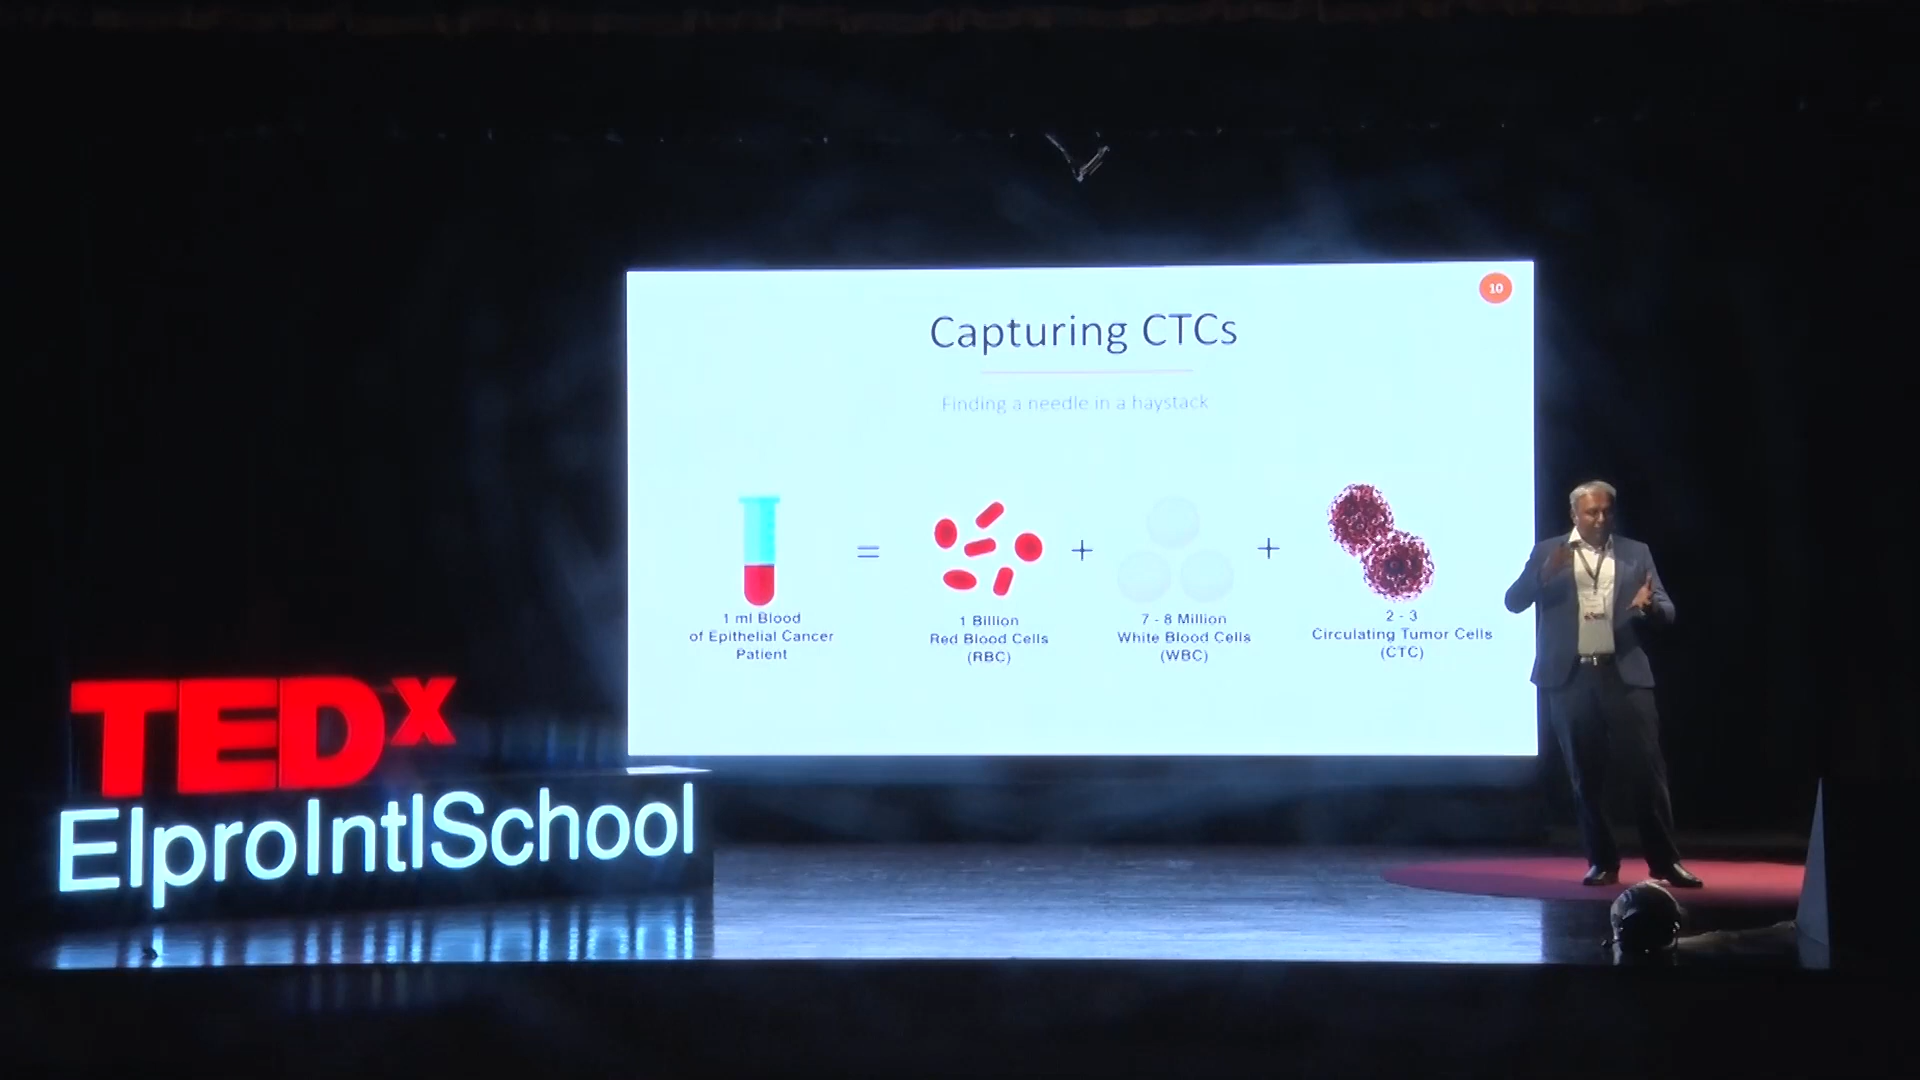 10
Capturing CTCs
Finding a needle in a haystack
1 ml Blood
of Epithelial Cancer
Patient
=
1 Billion
Red Blood Cells
(RBC)
+
7 - 8 Million
White Blood Cells
(WBC)
+
2 - 3
Circulating Tumor Cells
(CTC)
TEDx
ElproIntlSchool